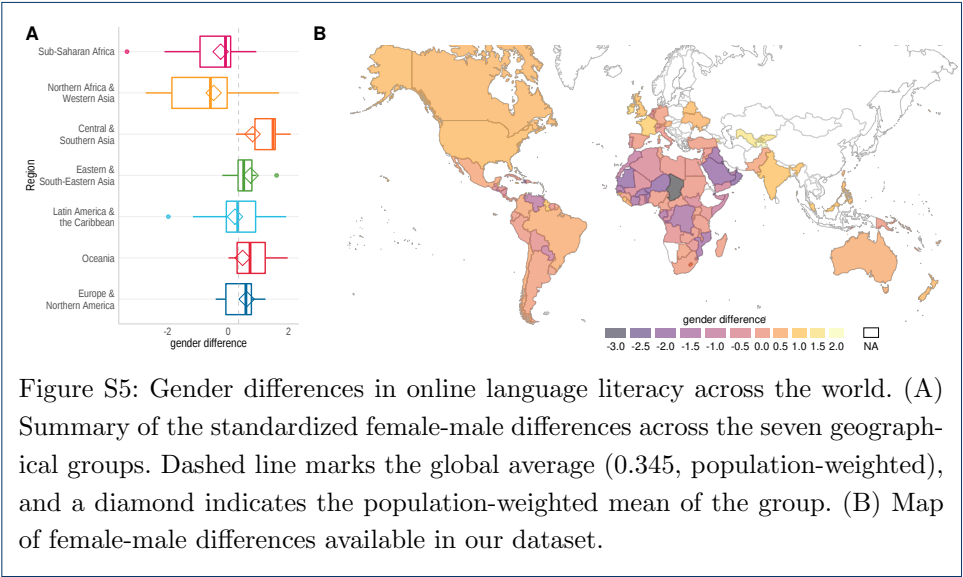 A
B
Region
Sub-Saharan Africa
Northern Africa &
Western Asia
Central &
Southern Asia
Eastern &
South-Eastern Asia
Latin America &
the Caribbean
Oceania
Europe &
Northern America
-2 0 2
gender difference
gender difference
-3.0 -2.5 -2.0 -1.5 -1.0 -0.5 0.0 0.5 1.0 1.5 2.0 NA
Figure S5: Gender differences in online language literacy across the world. (A)
Summary of the standardized female-male differences across the seven geograph-
ical groups. Dashed line marks the global average (0.345, population-weighted),
and a diamond indicates the population-weighted mean of the group. (B) Map
of female-male differences available in our dataset.